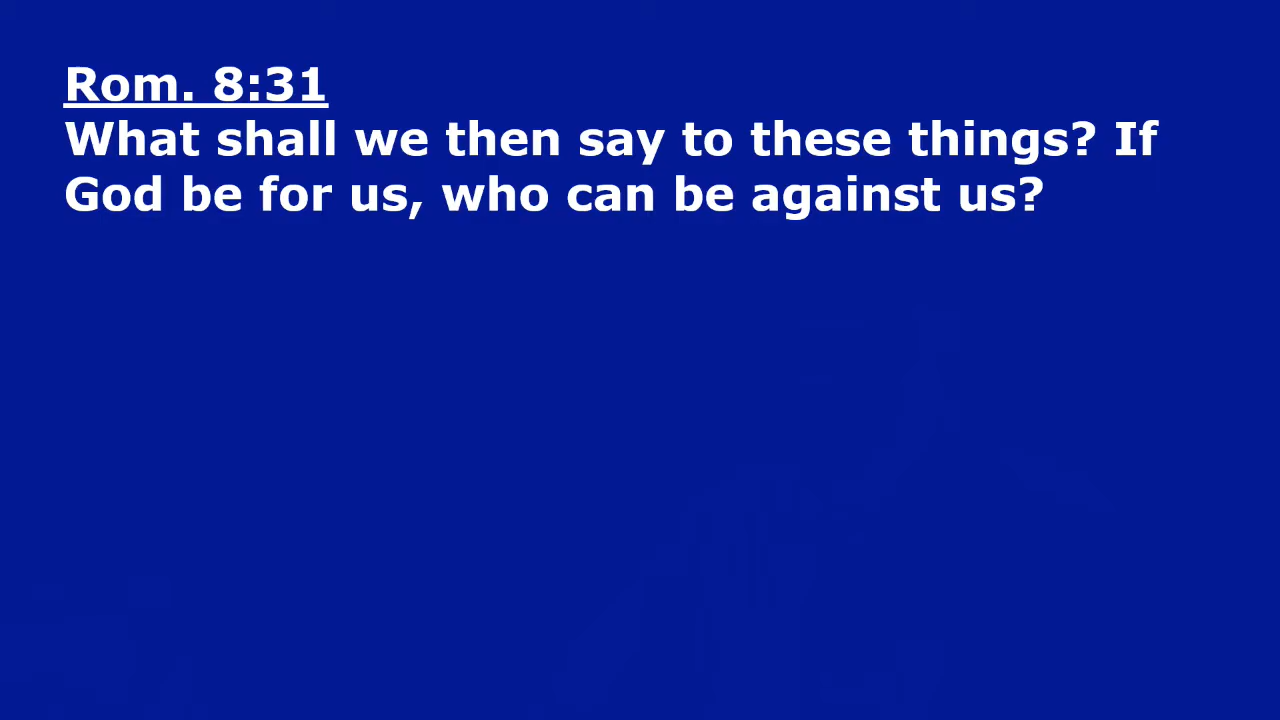 Rom. 8:31
What shall we then say to these things? If
God be for us, who can be against us?